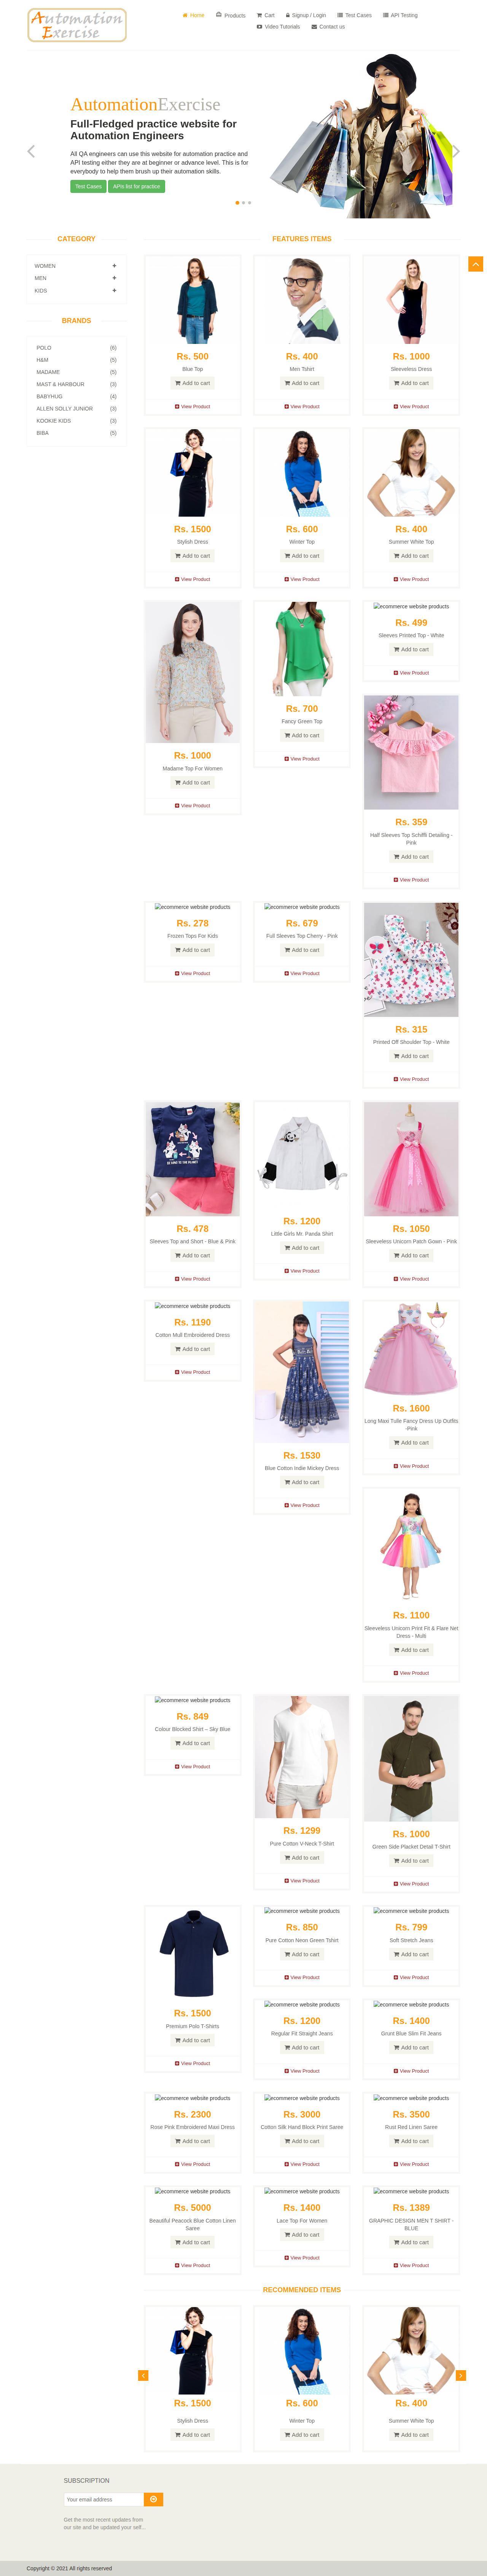 Automation
Exercise
Home
Products
Cart
Signup / Login
Test Cases
API Testing
Video Tutorials
Contact us
AutomationExercise
Full-Fledged practice website for
Automation Engineers
All QA engineers can use this website for automation practice and
API testing either they are at beginner or advance level. This is for
everybody to help them brush up their automation skills.
Test Cases
APIs list for practice
CATEGORY
WOMEN
MEN
KIDS
BRANDS
POLO (6)
H&M (5)
MADAME (5)
MAST & HARBOUR (3)
BABYHUG (4)
ALLEN SOLLY JUNIOR (3)
KOOKIE KIDS (3)
BIBA (5)
FEATURES ITEMS
Rs. 500
Blue Top
Add to cart
View Product
Rs. 400
Men Tshirt
Add to cart
View Product
Rs. 1000
Sleeveless Dress
Add to cart
View Product
Rs. 1500
Stylish Dress
Add to cart
View Product
Rs. 600
Winter Top
Add to cart
View Product
Rs. 400
Summer White Top
Add to cart
View Product
Rs. 1000
Madame Top For Women
Add to cart
View Product
Rs. 700
Fancy Green Top
Add to cart
View Product
ecommerce website products
Rs. 499
Sleeves Printed Top - White
Add to cart
View Product
Rs. 359
Half Sleeves Top Schiffli Detailing -
Pink
Add to cart
View Product
ecommerce website products
Rs. 278
Frozen Tops For Kids
Add to cart
View Product
ecommerce website products
Rs. 679
Full Sleeves Top Cherry - Pink
Add to cart
View Product
Rs. 315
Printed Off Shoulder Top - White
Add to cart
View Product
Rs. 478
Sleeves Top and Short - Blue & Pink
Add to cart
View Product
Rs. 1200
Little Girls Mr. Panda Shirt
Add to cart
View Product
Rs. 1050
Sleeveless Unicorn Patch Gown - Pink
Add to cart
View Product
ecommerce website products
Rs. 1190
Cotton Mull Embroidered Dress
Add to cart
View Product
Rs. 1530
Blue Cotton Indie Mickey Dress
Add to cart
View Product
Rs. 1600
Long Maxi Tulle Fancy Dress Up Outfits
-Pink
Add to cart
View Product
Rs. 1100
Sleeveless Unicorn Print Fit & Flare Net
Dress - Multi
Add to cart
View Product
ecommerce website products
Rs. 849
Colour Blocked Shirt – Sky Blue
Add to cart
View Product
Rs. 1299
Pure Cotton V-Neck T-Shirt
Add to cart
View Product
Rs. 1000
Green Side Placket Detail T-Shirt
Add to cart
View Product
Rs. 1500
Premium Polo T-Shirts
Add to cart
View Product
ecommerce website products
Rs. 850
Pure Cotton Neon Green Tshirt
Add to cart
View Product
ecommerce website products
Rs. 799
Soft Stretch Jeans
Add to cart
View Product
ecommerce website products
Rs. 1200
Regular Fit Straight Jeans
Add to cart
View Product
ecommerce website products
Rs. 1400
Grunt Blue Slim Fit Jeans
Add to cart
View Product
ecommerce website products
Rs. 2300
Rose Pink Embroidered Maxi Dress
Add to cart
View Product
ecommerce website products
Rs. 3000
Cotton Silk Hand Block Print Saree
Add to cart
View Product
ecommerce website products
Rs. 3500
Rust Red Linen Saree
Add to cart
View Product
ecommerce website products
Rs. 5000
Beautiful Peacock Blue Cotton Linen
Saree
Add to cart
View Product
ecommerce website products
Rs. 1400
Lace Top For Women
Add to cart
View Product
ecommerce website products
Rs. 1389
GRAPHIC DESIGN MEN T SHIRT -
BLUE
Add to cart
View Product
RECOMMENDED ITEMS
Rs. 1500
Stylish Dress
Add to cart
Rs. 600
Winter Top
Add to cart
Rs. 400
Summer White Top
Add to cart
SUBSCRIPTION
Your email address
Get the most recent updates from
our site and be updated your self...
Copyright © 2021 All rights reserved